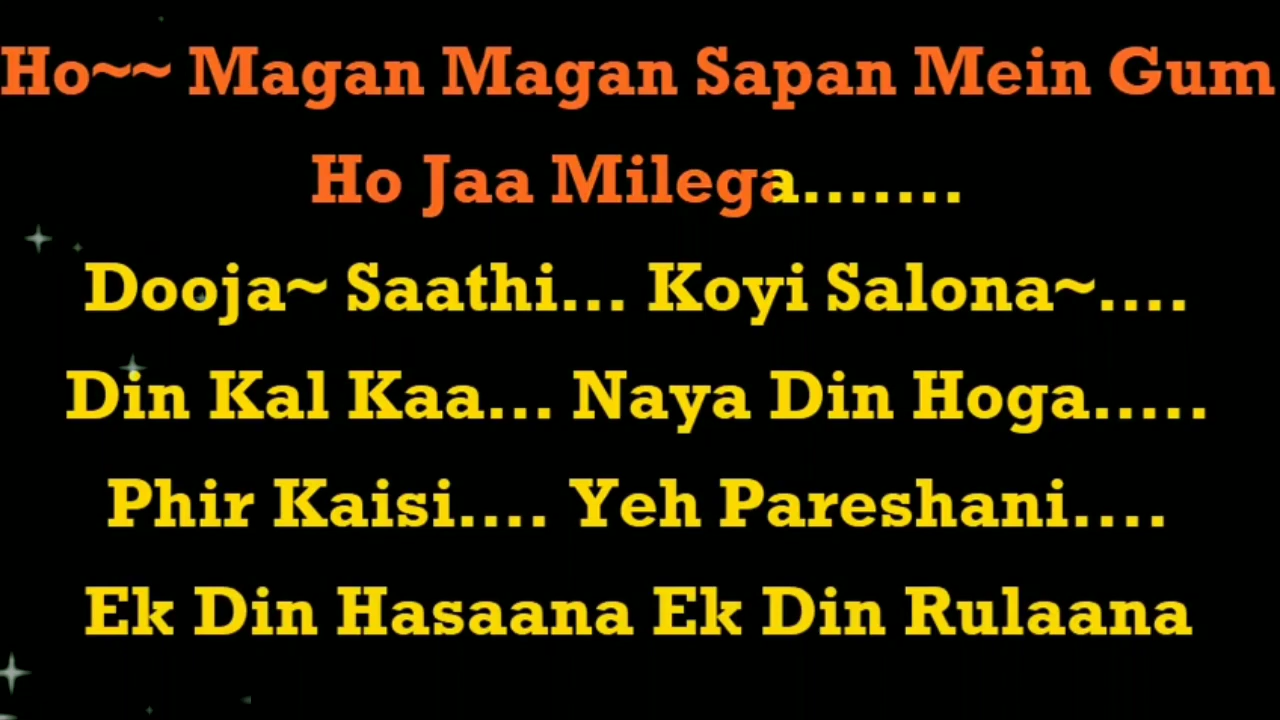 Ho~~ Magan Magan Sapan Mein Gum
Ho Jaa Milega.......
Dooja~ Saathi... Koyi Salona~....
Din Kal Kaa... Naya Din Hoga.....
Phir Kaisi.... Yeh Pareshani....
Ek Din Hasaana Ek Din Rulaana